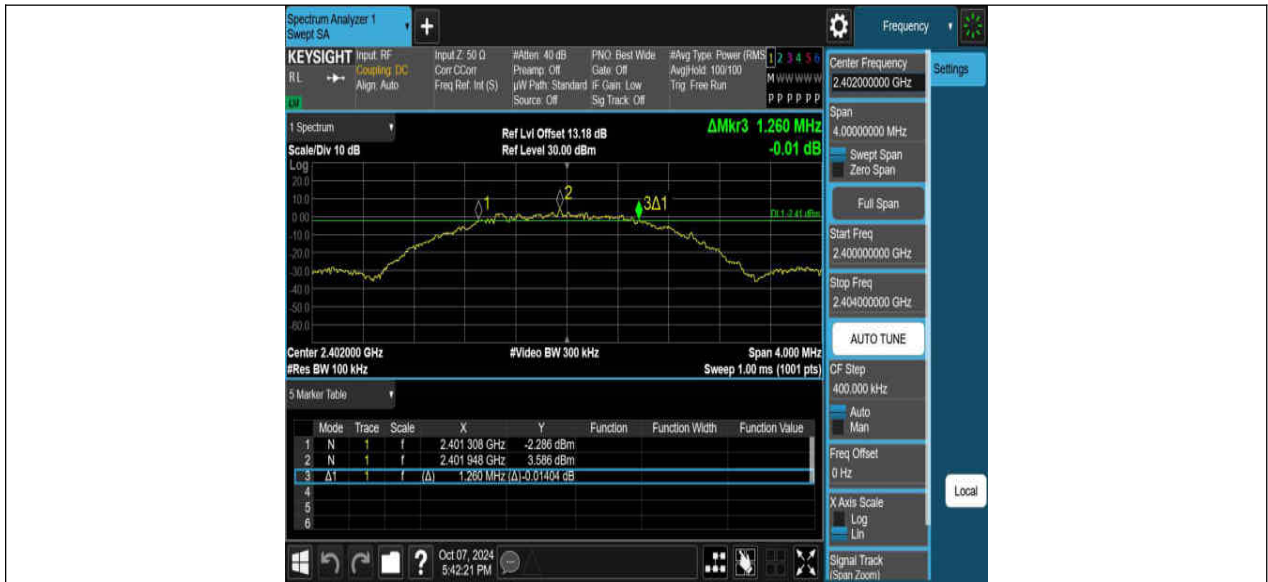 Spectrum Analyzer 1
Swept SA
+
Frequency
KEYSIGHT Input: RF Input Z: 50 Ω #Atten: 40 dB PNO: Best Wide #Avg Type: Power (RMS 1 2 3 4 5 6
RL Coupling: DC Corr CCorr Preamp: Off Gate: Off Avg|Hold: 100/100 M W W W W W
Align: Auto Freq Ref: Int (S) µW Path: Standard IF Gain: Low Trig: Free Run
Source: Off Sig Track: Off P P P P P P
Center Frequency
2.402000000 GHz
Settings
1 Spectrum
Ref Lvl Offset 13.18 dB
ΔMkr3 1.260 MHz
Scale/Div 10 dB
Ref Level 30.00 dBm
-0.01 dB
Span
4.00000000 MHz
Swept Span
Zero Span
Full Span
Start Freq
2.400000000 GHz
Stop Freq
2.404000000 GHz
AUTO TUNE
CF Step
400.000 kHz
Auto
Man
Freq Offset
0 Hz
X Axis Scale
Log
Lin
Signal Track
(Span Zoom)
Local
Log
20.0
10.0
0.00
-10.0
-20.0
-30.0
-40.0
-50.0
-60.0
1
2
3Δ1
DL1 -2.41 dBm
Center 2.402000 GHz #Video BW 300 kHz Span 4.000 MHz
#Res BW 100 kHz Sweep 1.00 ms (1001 pts)
5 Marker Table
Mode Trace Scale X Y Function Function Width Function Value
1 N 1 f 2.401 308 GHz -2.286 dBm
2 N 1 f 2.401 948 GHz 3.586 dBm
3 Δ1 1 f (Δ) 1.260 MHz (Δ) -0.01404 dB
4
5
6
?
Oct 07, 2024
5:42:21 PM